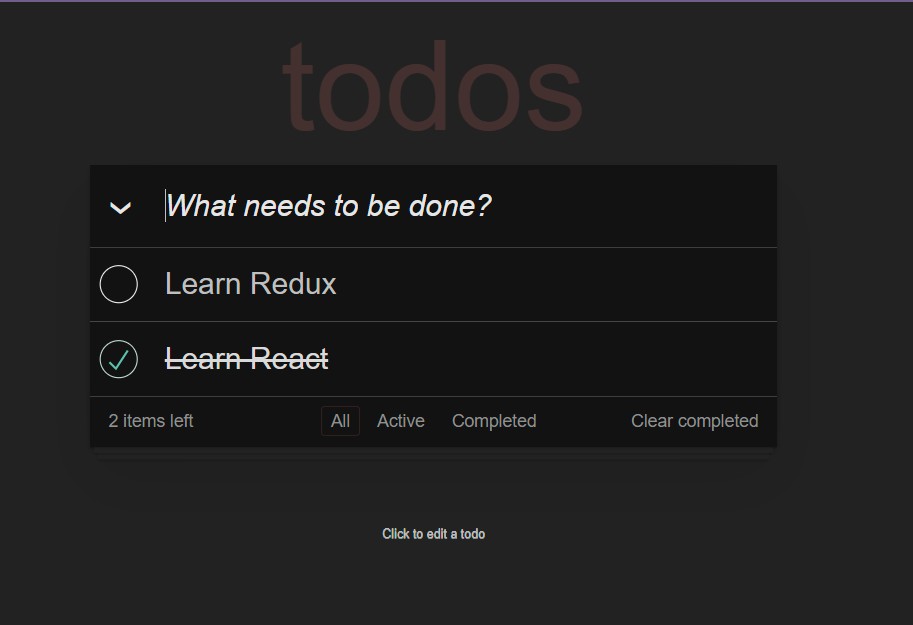 todos
What needs to be done?
Learn Redux
Learn React
2 items left All Active Completed Clear completed
Click to edit a todo